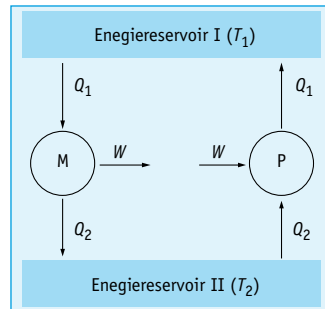 Enegiereservoir I (T₁)
Q₁ Q₁
M W W P
Q₂ Q₂
Enegiereservoir II (T₂)